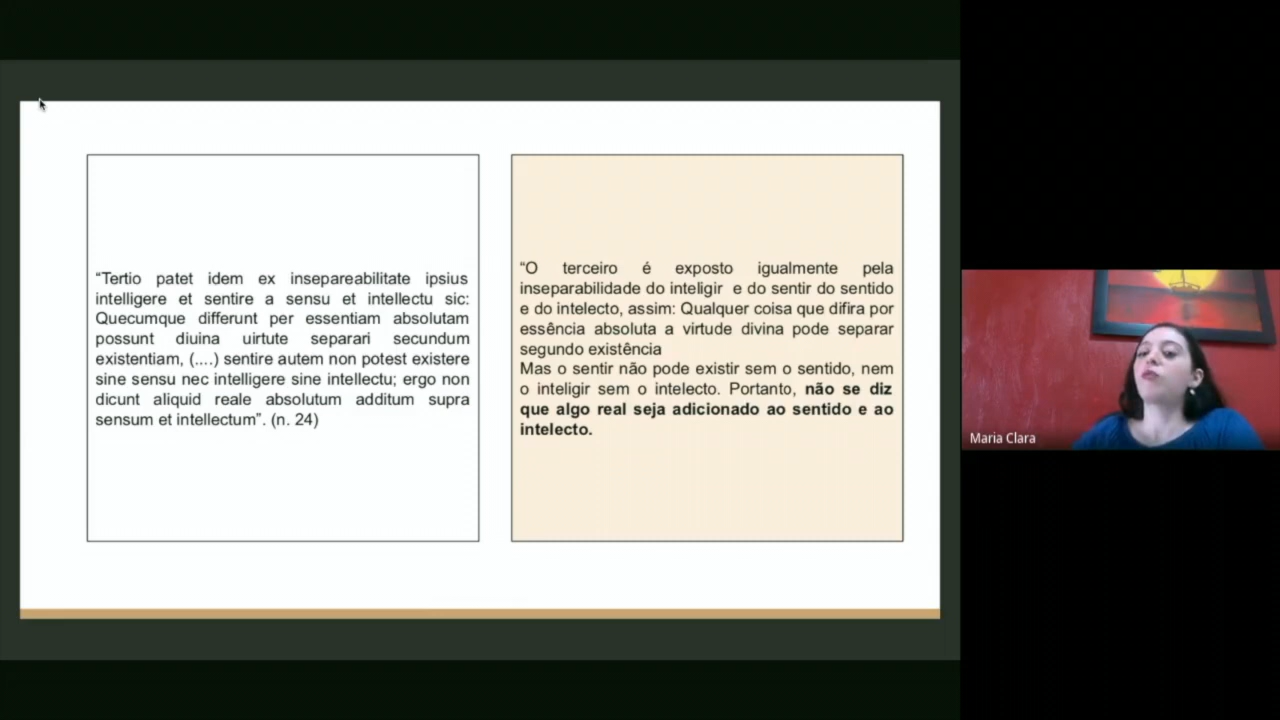 “Tertio patet idem ex insepareabilitate ipsius
intelligere et sentire a sensu et intellectu sic:
Quecumque differunt per essentiam absolutam
possunt diuina uirtute separari secundum
existentiam, (....) sentire autem non potest existere
sine sensu nec intelligere sine intellectu; ergo non
dicunt aliquid reale absolutum additum supra
sensum et intellectum”. (n. 24)
“O terceiro é exposto igualmente pela
inseparabilidade do inteligir e do sentir do sentido
e do intelecto, assim: Qualquer coisa que difira por
essência absoluta a virtude divina pode separar
segundo existência
Mas o sentir não pode existir sem o sentido, nem
o inteligir sem o intelecto. Portanto, não se diz
que algo real seja adicionado ao sentido e ao
intelecto.
Maria Clara